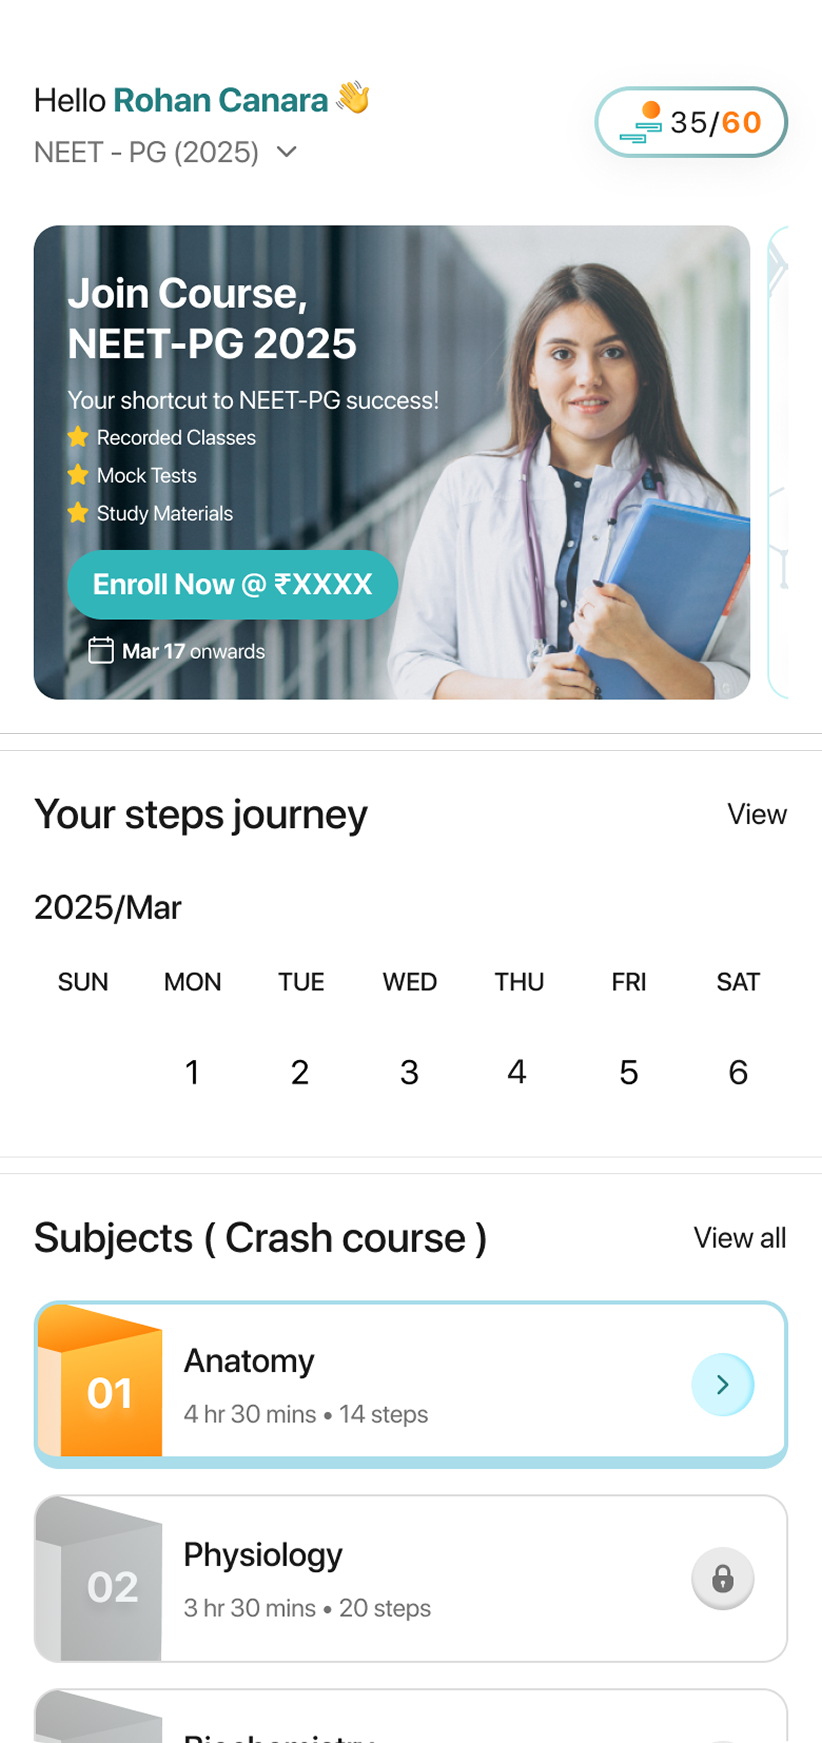 Hello Rohan Canara 👋
NEET - PG (2025)
35/60
Join Course,
NEET-PG 2025
Your shortcut to NEET-PG success!
Recorded Classes
Mock Tests
Study Materials
Enroll Now @ ₹XXXX
Mar 17 onwards
Your steps journey
View
2025/Mar
SUN MON TUE WED THU FRI SAT
1 2 3 4 5 6
Subjects ( Crash course )
View all
01
Anatomy
4 hr 30 mins • 14 steps
02
Physiology
3 hr 30 mins • 20 steps